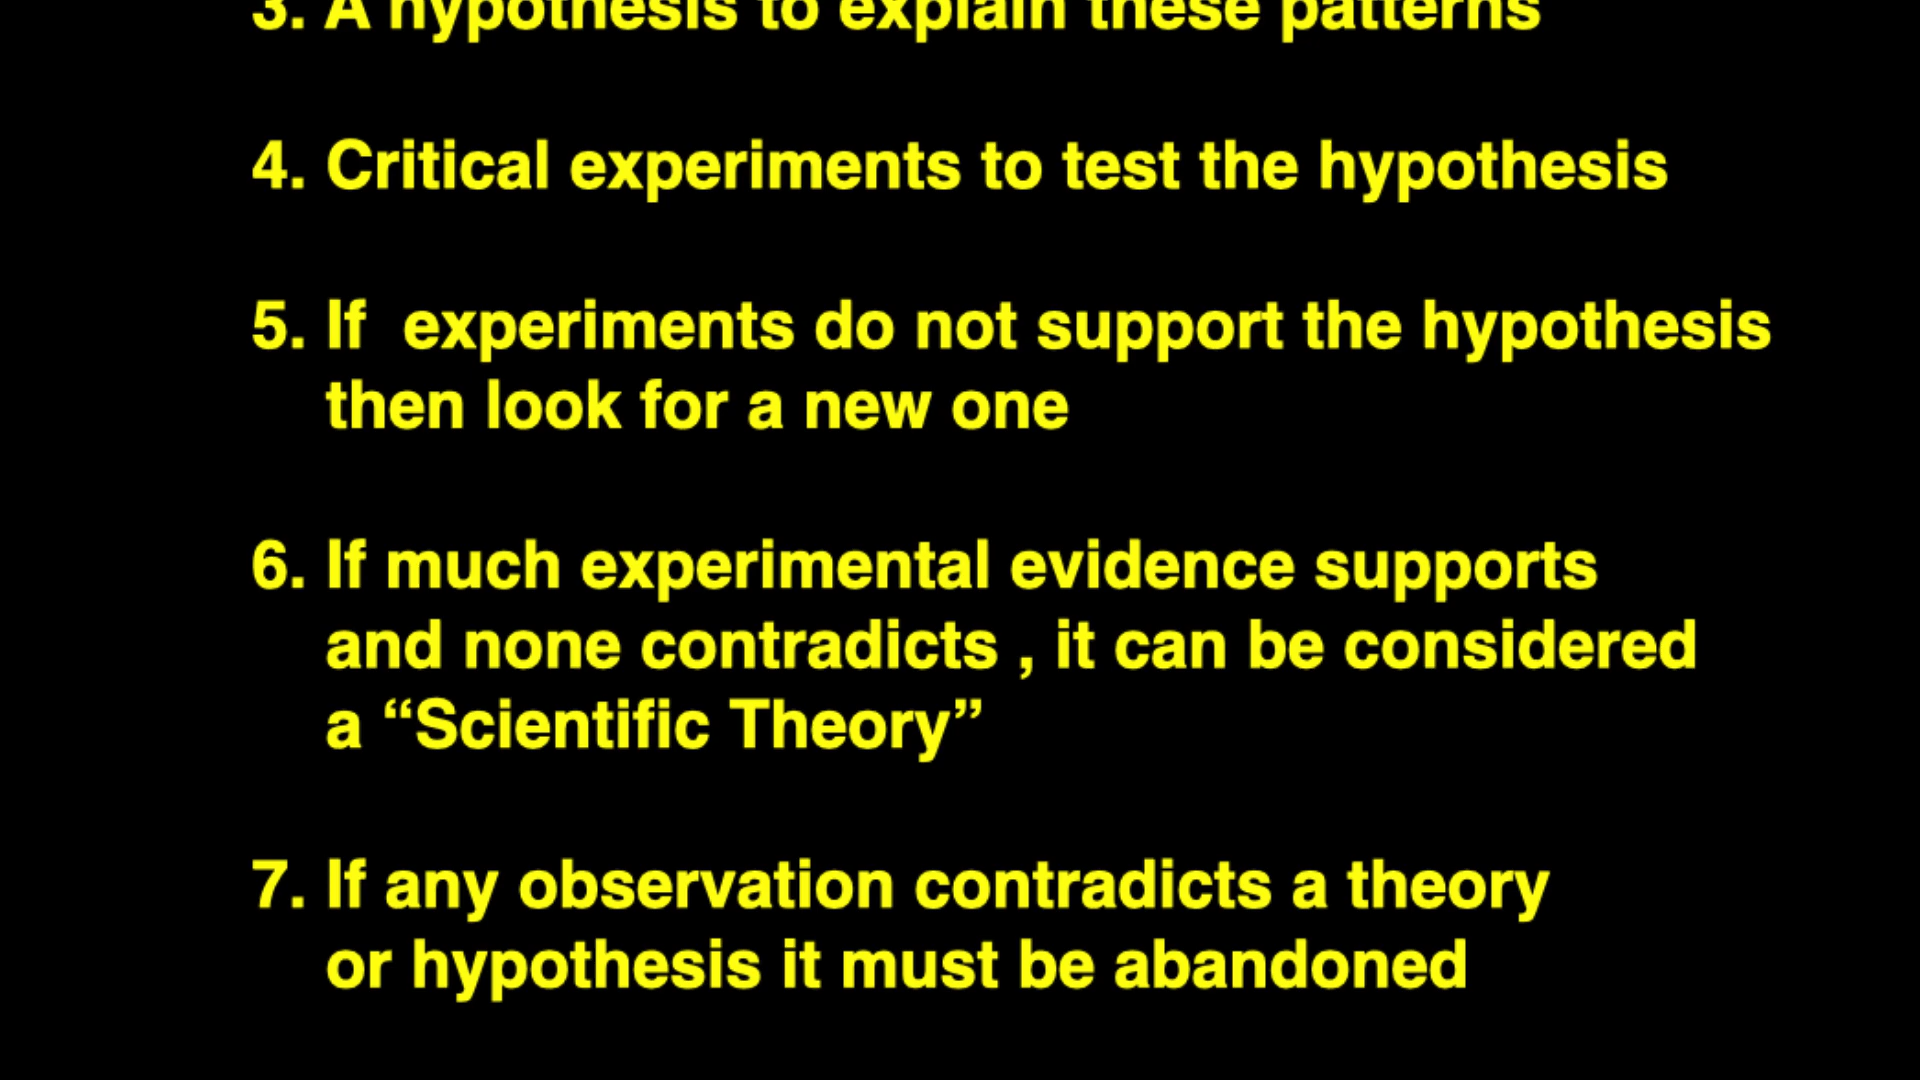 3. A hypothesis to explain these patterns
4. Critical experiments to test the hypothesis
5. If  experiments do not support the hypothesis
then look for a new one
6. If much experimental evidence supports
and none contradicts , it can be considered
a “Scientific Theory”
7. If any observation contradicts a theory
or hypothesis it must be abandoned